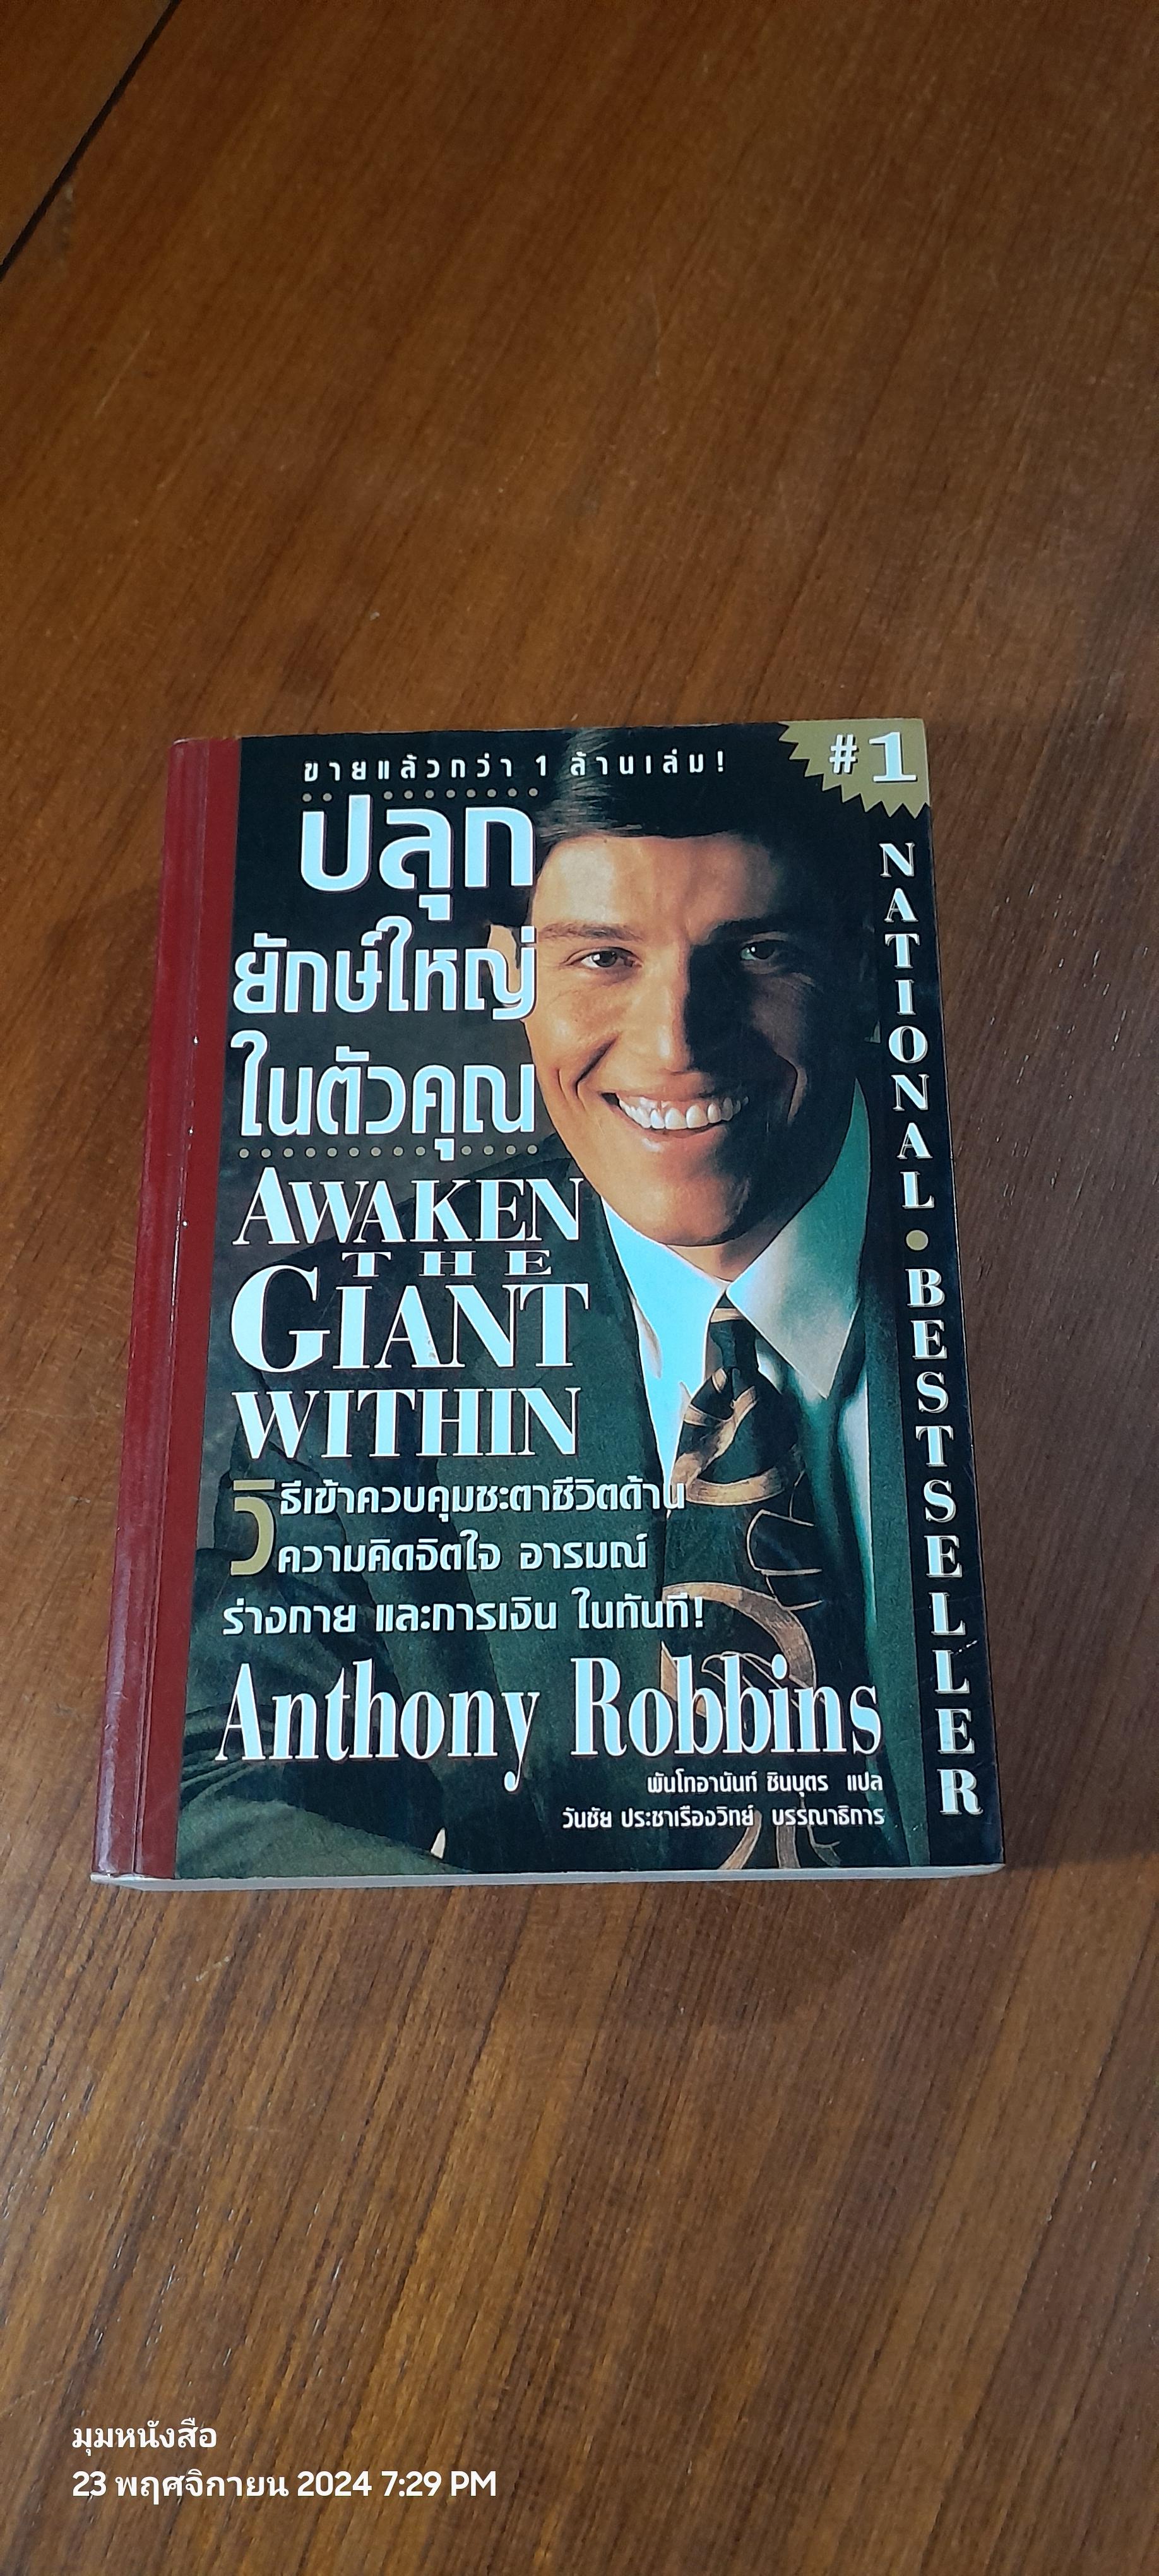 ขายแล้วกว่า 1 ล้านเล่ม!
#1
ปลุก
ยักษ์ใหญ่
ในตัวคุณ
AWAKEN
THE
GIANT
WITHIN
วิธีเข้าควบคุมชะตาชีวิตด้าน
ความคิดจิตใจ อารมณ์
ร่างกาย และการเงิน ในทันที!
Anthony Robbins
พันโทอานันท์ ชินบุตร แปล
วันชัย ประชาเรืองวิทย์ บรรณาธิการ
NATIONAL • BESTSELLER
มุมหนังสือ
23 พฤศจิกายน 2024 7:29 PM